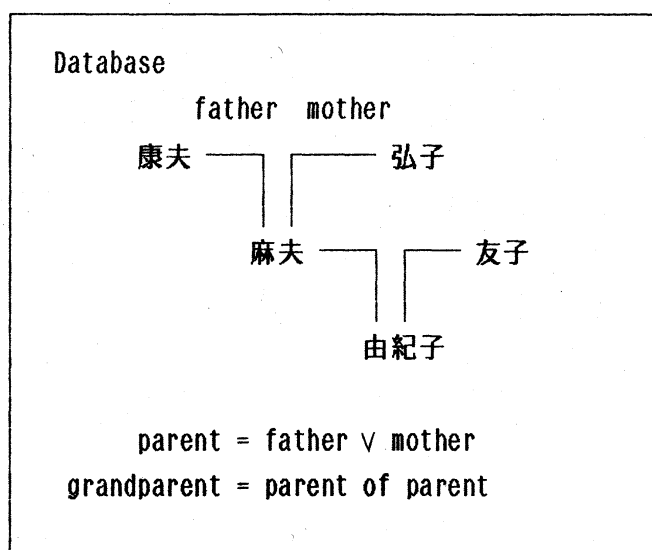 Database
father mother
康夫 弘子
麻夫 友子
由紀子
parent = father ∨ mother
grandparent = parent of parent